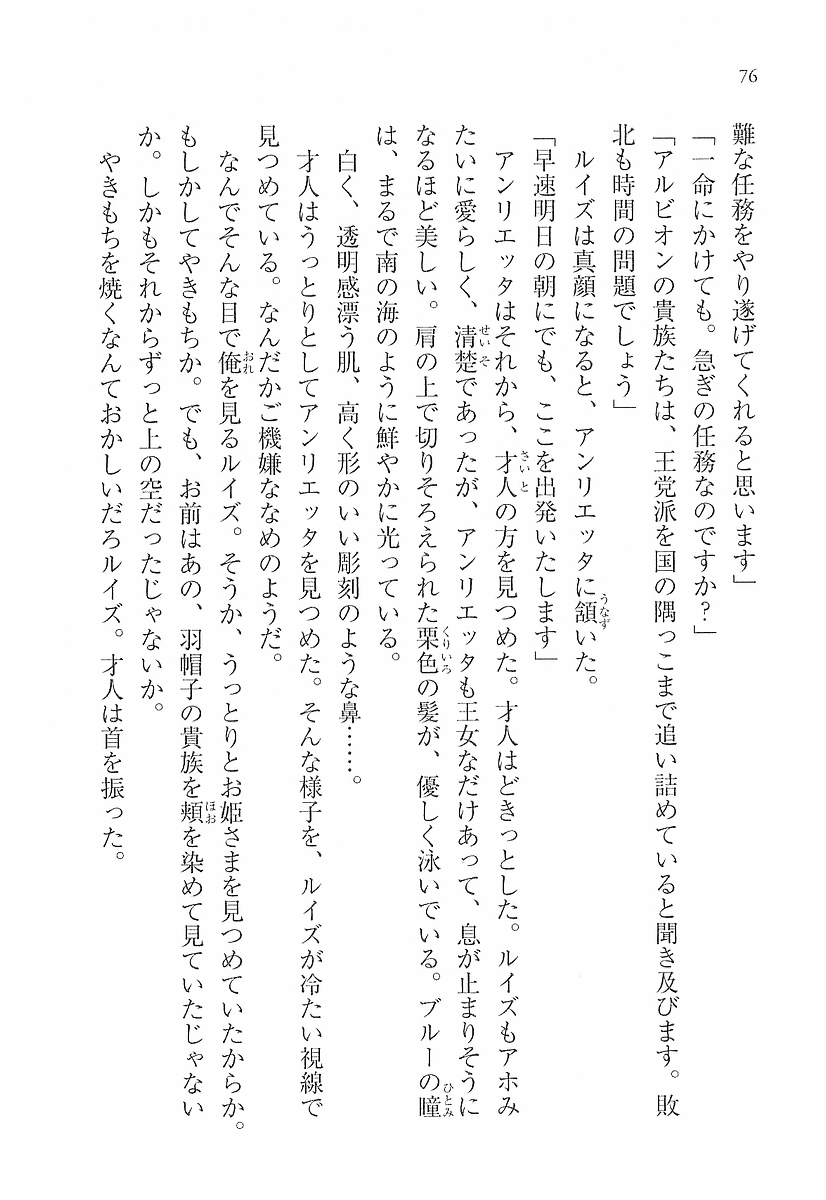 76
難な任務をやり遂げてくれると思います」
「一命にかけても。急ぎの任務なのですか？」
「アルビオンの貴族たちは、王党派を国の隅っこまで追い詰めていると聞き及びます。敗
北も時間の問題でしょう」
ルイズは真顔になると、アンリエッタに頷いた。
「早速明日の朝にでも、ここを出発いたします」
アンリエッタはそれから、才人の方を見つめた。才人はどきっとした。ルイズもアホみ
たいに愛らしく、清楚であったが、アンリエッタも王女なだけあって、息が止まりそうに
なるほど美しい。肩の上で切りそろえられた栗色の髪が、優しく泳いでいる。ブルーの瞳
は、まるで南の海のように鮮やかに光っている。
白く、透明感漂う肌、高く形のいい彫刻のような鼻……。
才人はうっとりとしてアンリエッタを見つめた。そんな様子を、ルイズが冷たい視線で
見つめている。なんだかご機嫌ななめのようだ。
なんでそんな目で俺を見るルイズ。そうか、うっとりとお姫さまを見つめていたからか。
もしかしてやきもちか。でも、お前はあの、羽帽子の貴族を頬を染めて見ていたじゃない
か。しかもそれからずっと上の空だったじゃないか。
やきもちを焼くなんておかしいだろルイズ。才人は首を振った。